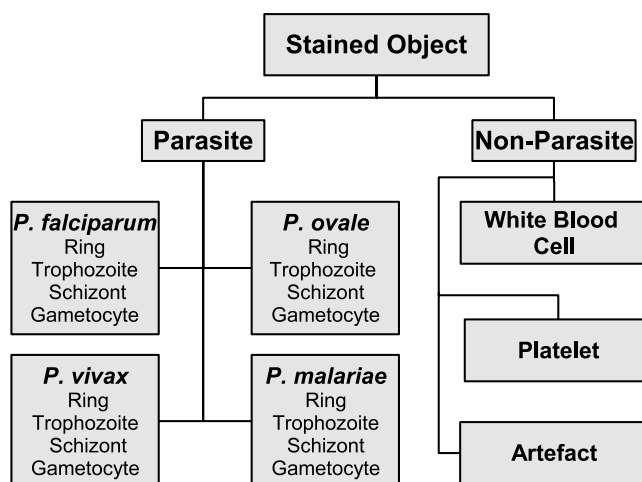 Stained Object
Parasite
Non-Parasite
P. falciparum
Ring
Trophozoite
Schizont
Gametocyte
P. ovale
Ring
Trophozoite
Schizont
Gametocyte
P. vivax
Ring
Trophozoite
Schizont
Gametocyte
P. malariae
Ring
Trophozoite
Schizont
Gametocyte
White Blood
Cell
Platelet
Artefact